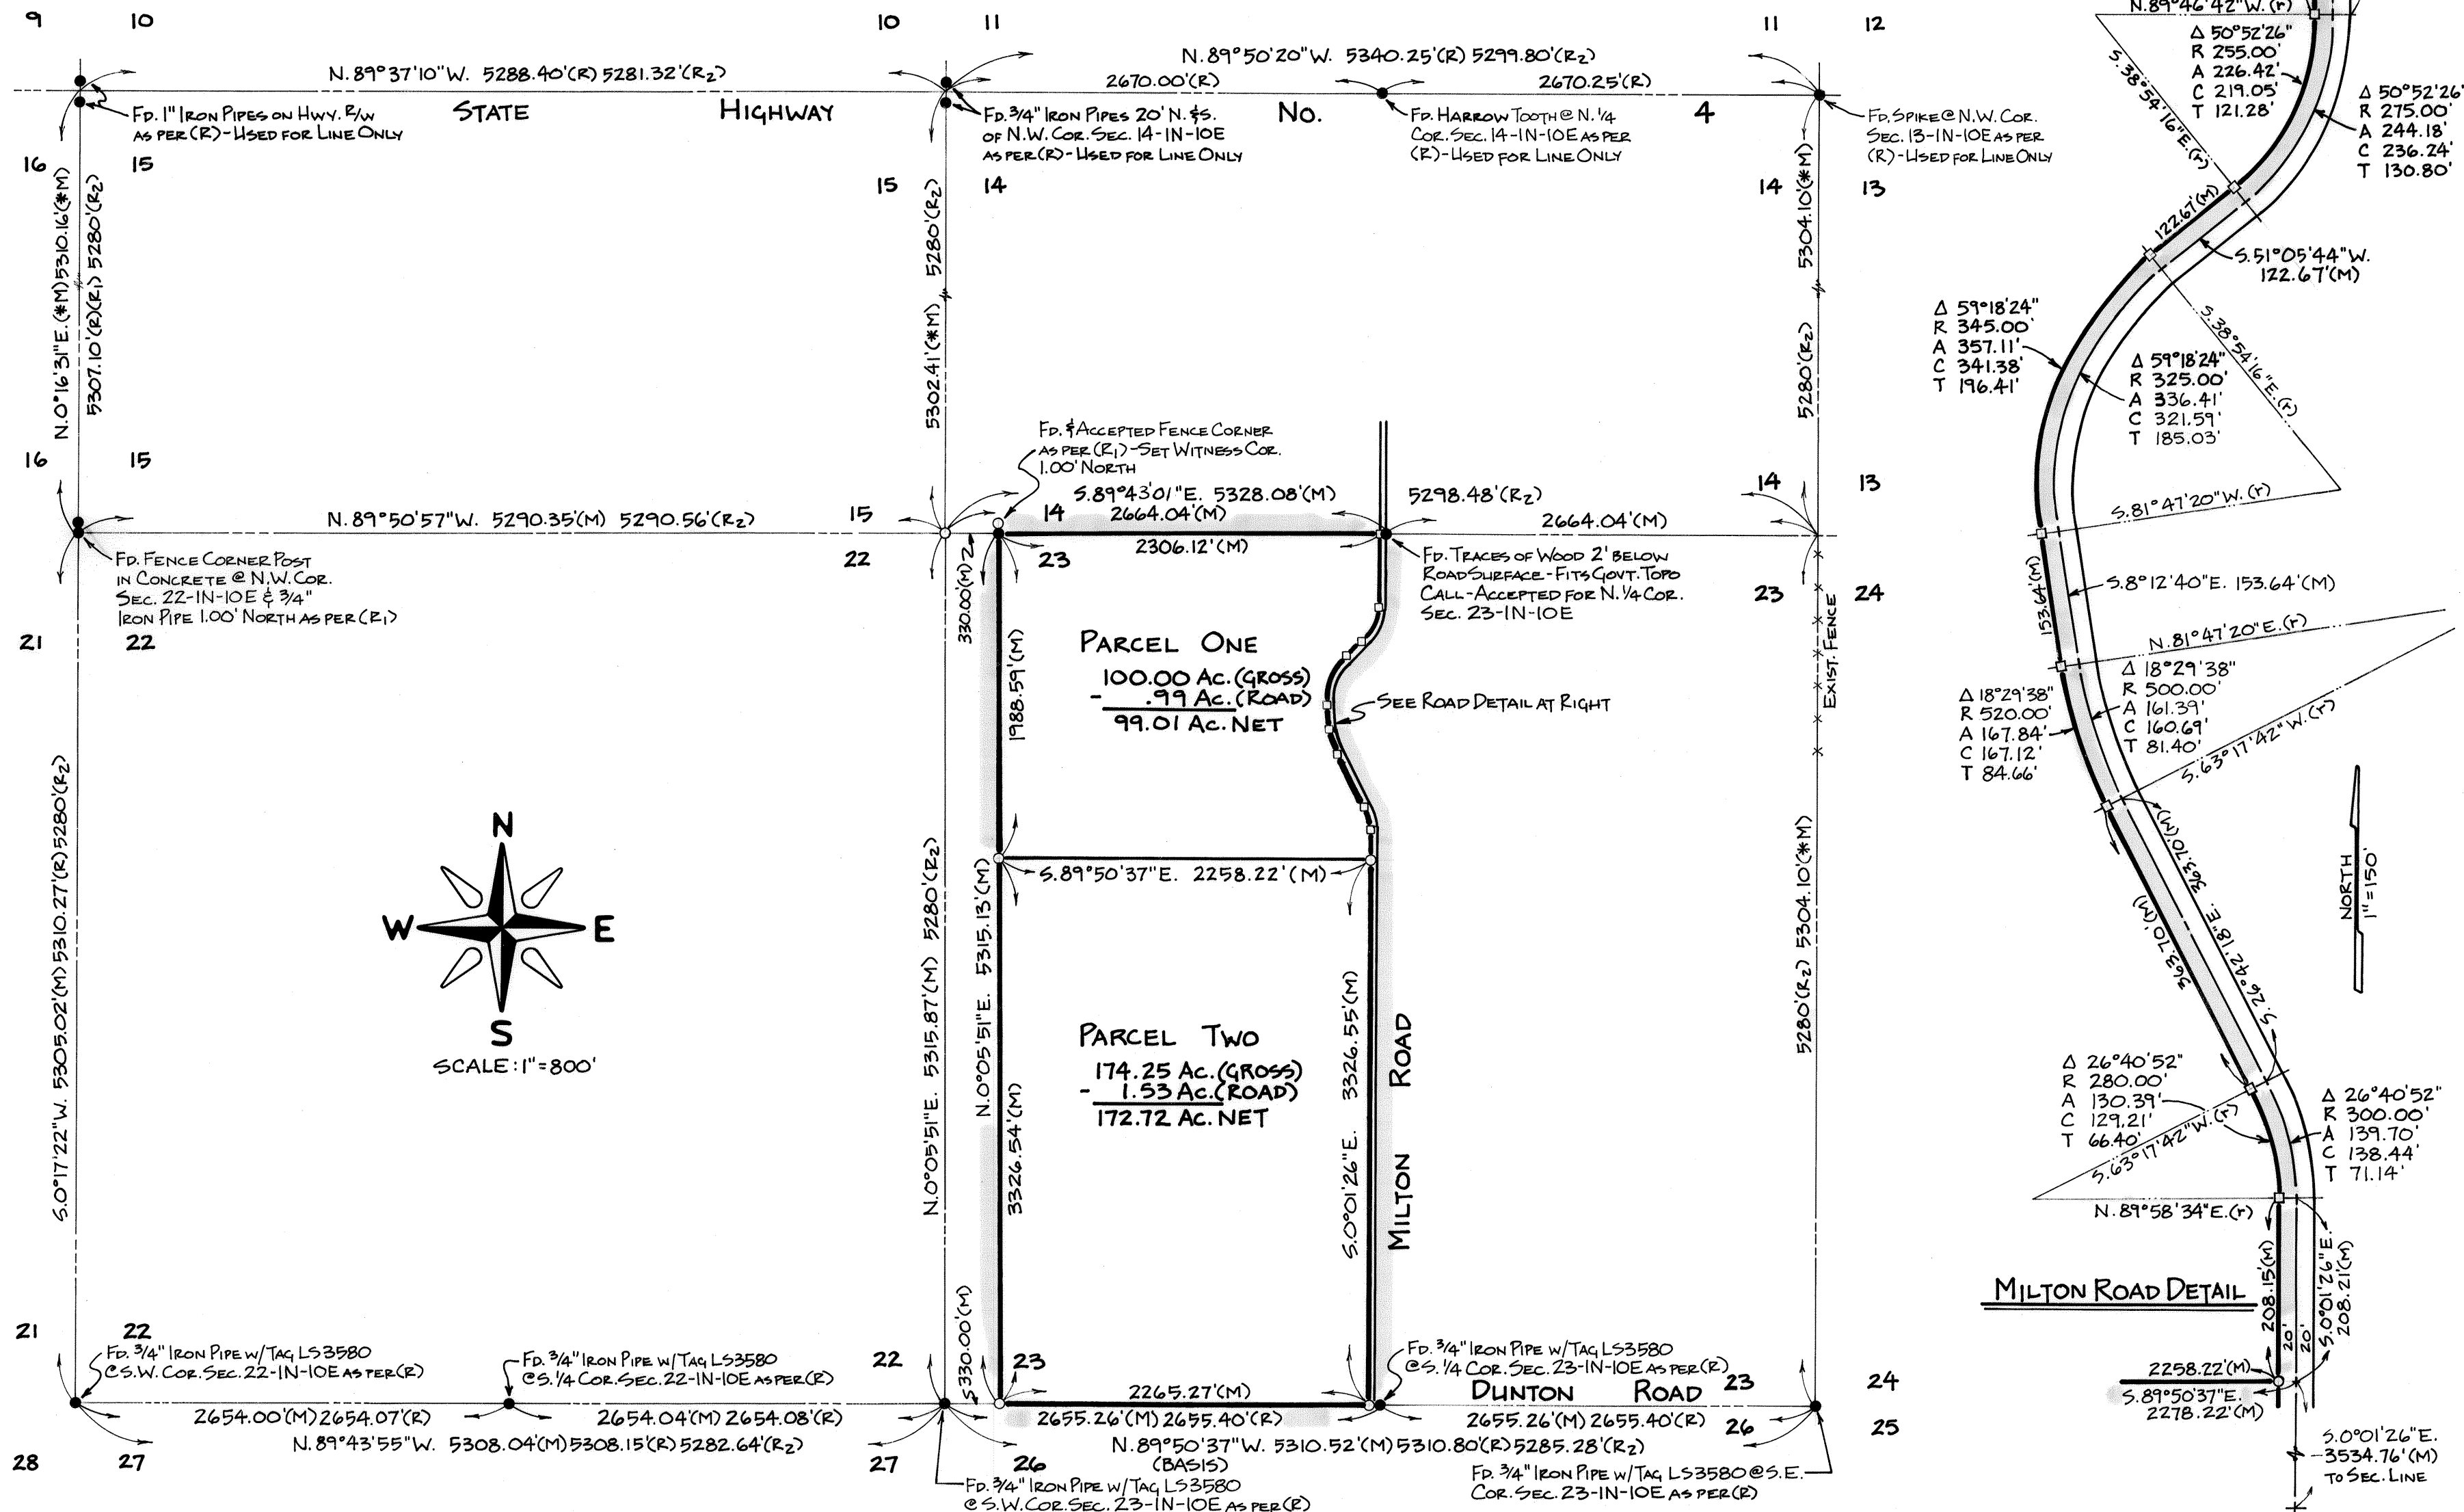 9 10 10 11 11 12
N.89°37'10"W. 5288.40'(R) 5281.32'(R2)
N.89°50'20"W. 5340.25'(R) 5299.80'(R2)
2670.00'(R) 2670.25'(R)
STATE HIGHWAY No. 4
FD. 1" IRON PIPES ON HWY. R/W
AS PER (R)-USED FOR LINE ONLY
FD. 3/4" IRON PIPES 20' N. & S.
OF N.W. COR. SEC. 14-1N-10E
AS PER (R)-USED FOR LINE ONLY
FD. HARROW TOOTH @ N. 1/4
COR. SEC. 14-1N-10E AS PER
(R)-USED FOR LINE ONLY
FD. SPIKE @ N.W. COR.
SEC. 13-1N-10E AS PER
(R)-USED FOR LINE ONLY
16 15 15 14 14 13
N.0°16'31"E. (*M)5310.16'(*M)
5307.10'(R)(R1) 5280'(R2)
5302.41'(*M) 5280'(R2)
5280'(R2) 5304.10'(*M)
16 15
FD. & ACCEPTED FENCE CORNER
AS PER (R1)-SET WITNESS COR.
1.00' NORTH
S.89°43'01"E. 5328.08'(M) 5298.48'(R2)
14 13
N.89°50'57"W. 5290.35'(M) 5290.56'(R2)
15 14 2664.04'(M) 2664.04'(M)
22 23 2306.12'(M)
FD. FENCE CORNER POST
IN CONCRETE @ N.W. COR.
SEC. 22-1N-10E & 3/4"
IRON PIPE 1.00' NORTH AS PER (R1)
FD. TRACES OF WOOD 2' BELOW
ROAD SURFACE-FITS GOVT. TOPO
CALL-ACCEPTED FOR N. 1/4 COR.
SEC. 23-1N-10E
23 24
21 22
330.00'(M)
1988.59'(M)
EXIST. FENCE
PARCEL ONE
100.00 AC. (GROSS)
- .99 AC. (ROAD)
99.01 AC. NET
SEE ROAD DETAIL AT RIGHT
S.0°17'22"W. 5305.02'(M) 5310.27'(R) 5280'(R2)
N
W E
S
SCALE: 1"=800'
S.89°50'37"E. 2258.22'(M)
N.0°05'51"E. 5315.87'(M) 5280'(R2)
N.0°05'51"E. 5315.13'(M)
3326.54'(M)
PARCEL TWO
174.25 AC. (GROSS)
- 1.53 AC. (ROAD)
172.72 AC. NET
S.0°01'26"E. 3326.55'(M)
MILTON ROAD
5280'(R2) 5304.10'(*M)
330.00'(M)
21 22 22 23
FD. 3/4" IRON PIPE W/TAG LS3580
@ S.W. COR. SEC. 22-1N-10E AS PER (R)
FD. 3/4" IRON PIPE W/TAG LS3580
@ S. 1/4 COR. SEC. 22-1N-10E AS PER (R)
FD. 3/4" IRON PIPE W/TAG LS3580
@ S. 1/4 COR. SEC. 23-1N-10E AS PER (R)
DUNTON ROAD 23 24
2265.27'(M)
2654.00'(M) 2654.07'(R) 2654.04'(M) 2654.08'(R)
2655.26'(M) 2655.40'(R) 2655.26'(M) 2655.40'(R)
N.89°43'55"W. 5308.04'(M) 5308.15'(R) 5282.64'(R2)
N.89°50'37"W. 5310.52'(M) 5310.80'(R) 5285.28'(R2)
(BASIS)
28 27 27 26 26 25
FD. 3/4" IRON PIPE W/TAG LS3580
@ S.W. COR. SEC. 23-1N-10E AS PER (R)
FD. 3/4" IRON PIPE W/TAG LS3580 @ S.E.
COR. SEC. 23-1N-10E AS PER (R)
N.89°46'42"W. (r)
Δ 50°52'26"
R 255.00'
A 226.42'
C 219.05'
T 121.28'
Δ 50°52'26"
R 275.00'
A 244.18'
C 236.24'
T 130.80'
S.38°54'16"E. (r)
122.67'(M)
S.51°05'44"W.
122.67'(M)
S.38°54'16"E. (r)
Δ 59°18'24"
R 345.00'
A 357.11'
C 341.38'
T 196.41'
Δ 59°18'24"
R 325.00'
A 336.41'
C 321.59'
T 185.03'
S.81°47'20"W. (r)
153.64'(M)
S.8°12'40"E. 153.64'(M)
N.81°47'20"E. (r)
Δ 18°29'38"
R 520.00'
A 167.84'
C 167.12'
T 84.66'
Δ 18°29'38"
R 500.00'
A 161.39'
C 160.69'
T 81.40'
S.63°17'42"W. (r)
363.70'(M)
S.26°42'18"E. 363.70'(M)
NORTH
1"=150'
Δ 26°40'52"
R 280.00'
A 130.39'
C 129.21'
T 66.40'
Δ 26°40'52"
R 300.00'
A 139.70'
C 138.44'
T 71.14'
S.63°17'42"W. (r)
N.89°58'34"E. (r)
MILTON ROAD DETAIL
208.15'(M)
20' 20'
S.0°01'26"E.
208.21'(M)
2258.22'(M)
S.89°50'37"E.
2278.22'(M)
S.0°01'26"E.
3534.76'(M)
TO SEC. LINE